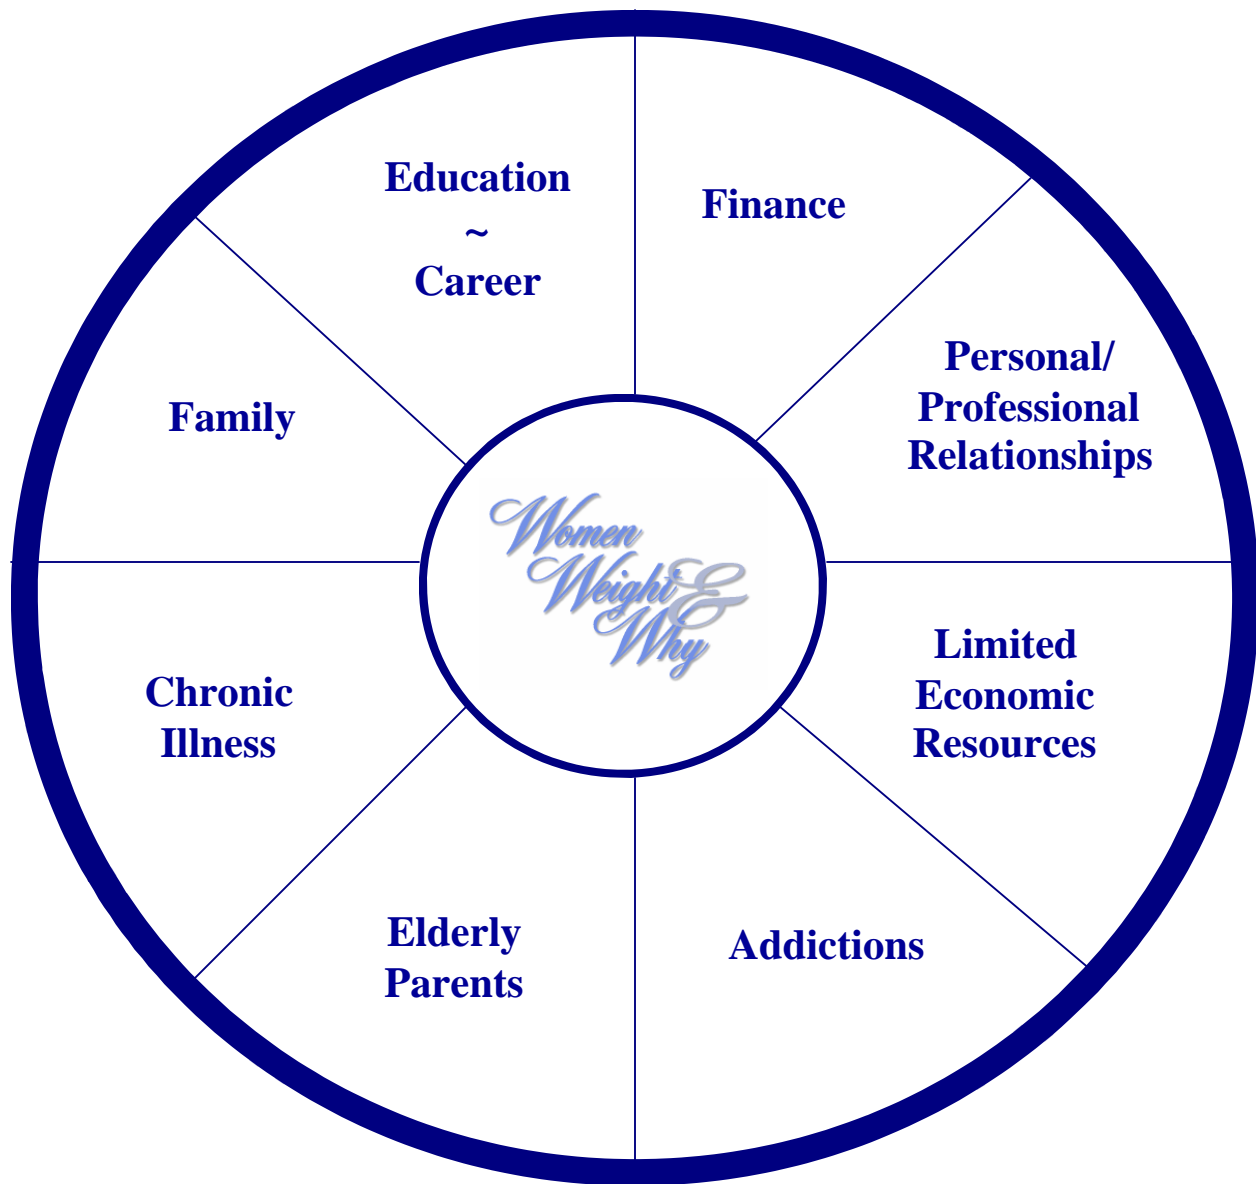 Education
~
Career
Finance
Personal/
Professional
Relationships
Family
Women
Weight &
Why
Limited
Economic
Resources
Chronic
Illness
Elderly
Parents
Addictions